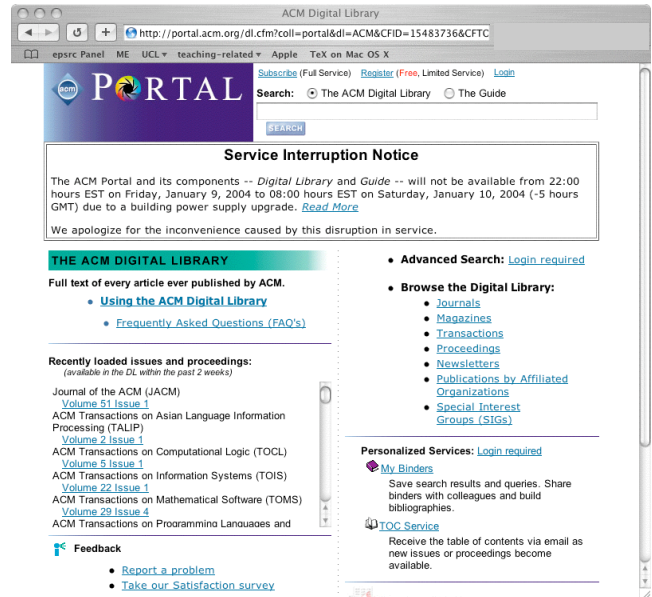 ACM Digital Library
http://portal.acm.org/dl.cfm?coll=portal&dl=ACM&CFID=15483736&CFTC
epsrc Panel ME UCL teaching-related Apple TeX on Mac OS X
acm PORTAL
Subscribe (Full Service) Register (Free, Limited Service) Login
Search: The ACM Digital Library The Guide
SEARCH
Service Interruption Notice
The ACM Portal and its components -- Digital Library and Guide -- will not be available from 22:00
hours EST on Friday, January 9, 2004 to 08:00 hours EST on Saturday, January 10, 2004 (-5 hours
GMT) due to a building power supply upgrade. Read More
We apologize for the inconvenience caused by this disruption in service.
THE ACM DIGITAL LIBRARY
Full text of every article ever published by ACM.
• Using the ACM Digital Library
• Frequently Asked Questions (FAQ's)
Recently loaded issues and proceedings:
(available in the DL within the past 2 weeks)
Journal of the ACM (JACM)
Volume 51 Issue 1
ACM Transactions on Asian Language Information
Processing (TALIP)
Volume 2 Issue 1
ACM Transactions on Computational Logic (TOCL)
Volume 5 Issue 1
ACM Transactions on Information Systems (TOIS)
Volume 22 Issue 1
ACM Transactions on Mathematical Software (TOMS)
Volume 29 Issue 4
ACM Transactions on Programming Languages and
Feedback
• Report a problem
• Take our Satisfaction survey
• Advanced Search: Login required
• Browse the Digital Library:
• Journals
• Magazines
• Transactions
• Proceedings
• Newsletters
• Publications by Affiliated
Organizations
• Special Interest
Groups (SIGs)
Personalized Services: Login required
My Binders
Save search results and queries. Share
binders with colleagues and build
bibliographies.
TOC Service
Receive the table of contents via email as
new issues or proceedings become
available.